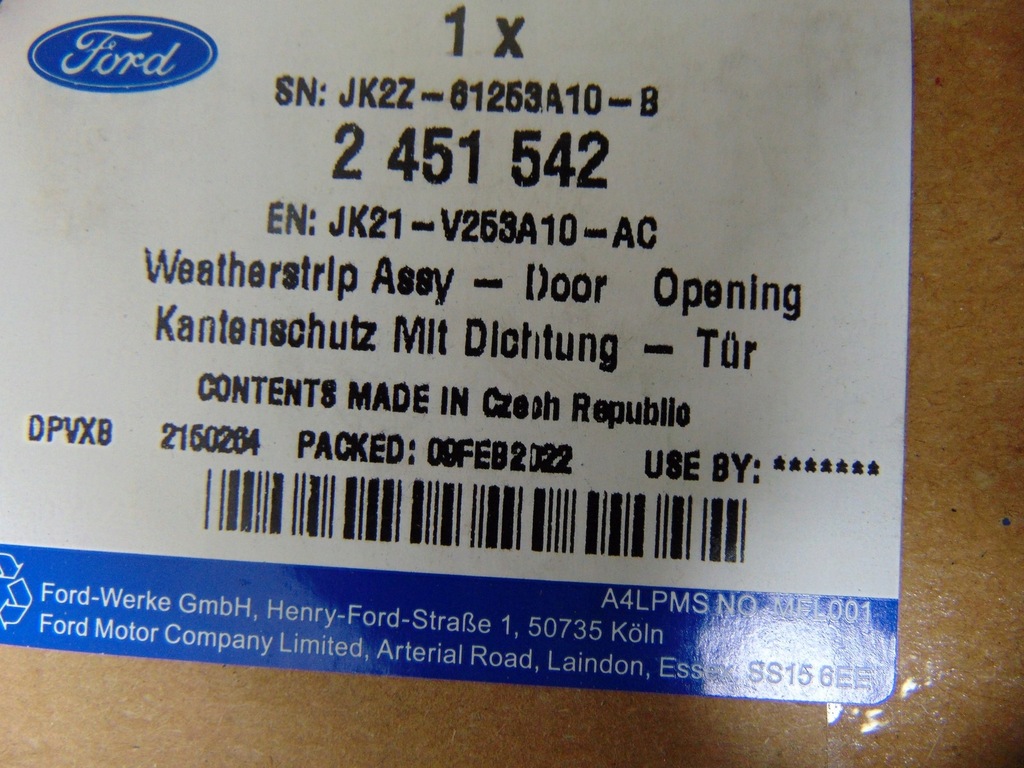 Ford
1 x
SN: JK2Z-61253A10-B
2 451 542
EN: JK21-V253A10-AC
Weatherstrip Assy - Door Opening
Kantenschutz Mit Dichtung - Tür
CONTENTS MADE IN Czech Republic
DPVXB 2150264 PACKED: 09FEB2022 USE BY: *******
A4LPMS NO. MFL001
Ford-Werke GmbH, Henry-Ford-Straße 1, 50735 Köln
Ford Motor Company Limited, Arterial Road, Laindon, Essex SS15 6EE